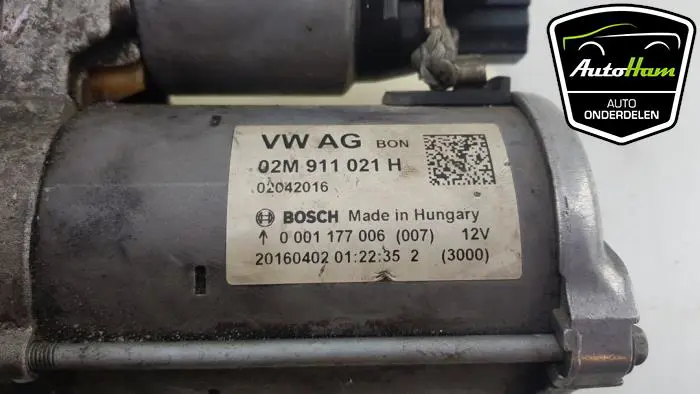 VW AG BON
02M 911 021 H
02042016
BOSCH Made in Hungary
↑ 0 001 177 006 (007) 12V
20160402 01:22:35 2 (3000)
AutoHam
AUTO
ONDERDELEN